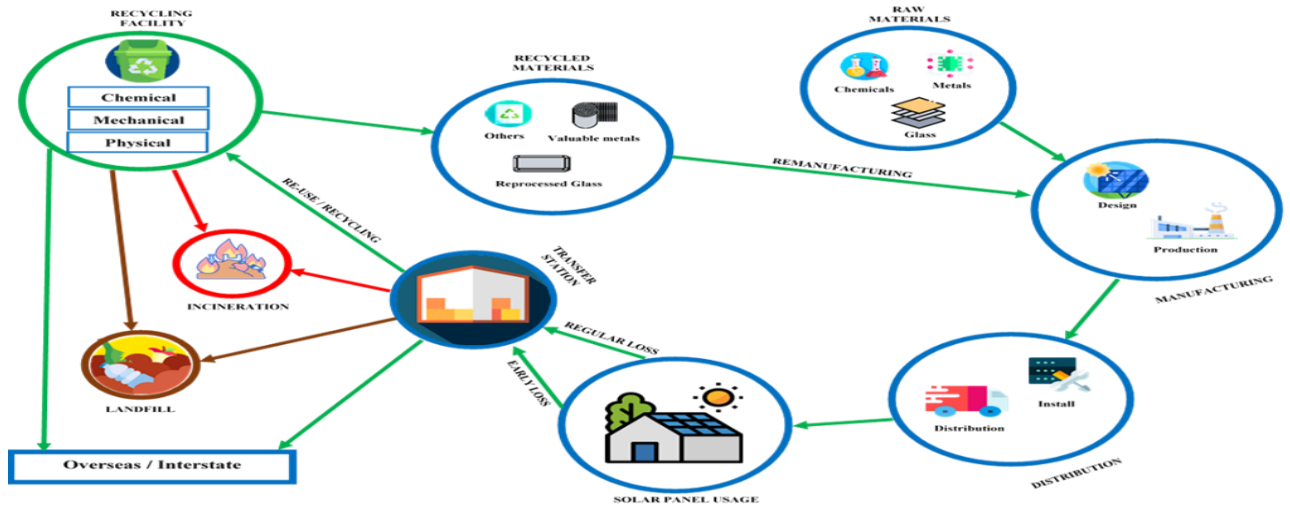 RECYCLING
FACILITY
Chemical
Mechanical
Physical
RECYCLED
MATERIALS
Others
Valuable metals
Reprocessed Glass
RAW
MATERIALS
Chemicals
Metals
Glass
REMANUFACTURING
Design
Production
MANUFACTURING
RE-USE / RECYCLING
TRANSFER
STATION
INCINERATION
REGULAR LOSS
EARLY LOSS
LANDFILL
Install
Distribution
DISTRIBUTION
Overseas / Interstate
SOLAR PANEL USAGE